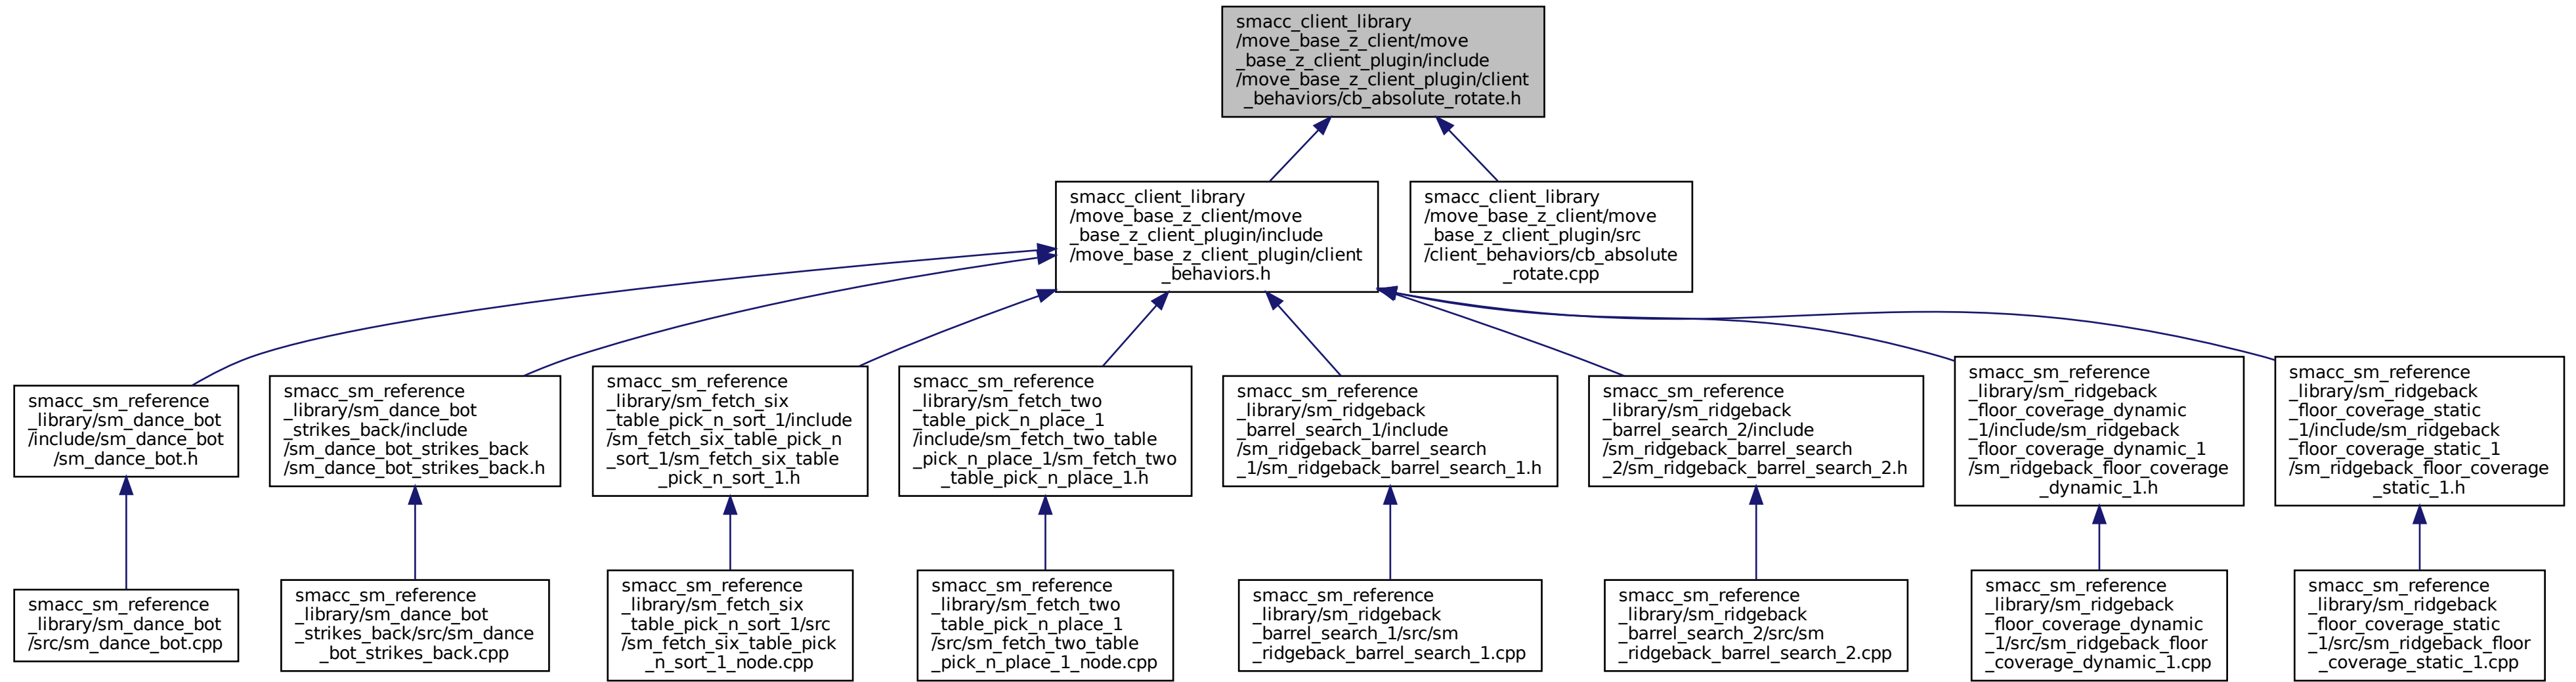 smacc_client_library
/move_base_z_client/move
_base_z_client_plugin/include
/move_base_z_client_plugin/client
_behaviors/cb_absolute_rotate.h
smacc_client_library
/move_base_z_client/move
_base_z_client_plugin/include
/move_base_z_client_plugin/client
_behaviors.h
smacc_client_library
/move_base_z_client/move
_base_z_client_plugin/src
/client_behaviors/cb_absolute
_rotate.cpp
smacc_sm_reference
_library/sm_dance_bot
/include/sm_dance_bot
/sm_dance_bot.h
smacc_sm_reference
_library/sm_dance_bot
_strikes_back/include
/sm_dance_bot_strikes_back
/sm_dance_bot_strikes_back.h
smacc_sm_reference
_library/sm_fetch_six
_table_pick_n_sort_1/include
/sm_fetch_six_table_pick_n
_sort_1/sm_fetch_six_table
_pick_n_sort_1.h
smacc_sm_reference
_library/sm_fetch_two
_table_pick_n_place_1
/include/sm_fetch_two_table
_pick_n_place_1/sm_fetch_two
_table_pick_n_place_1.h
smacc_sm_reference
_library/sm_ridgeback
_barrel_search_1/include
/sm_ridgeback_barrel_search
_1/sm_ridgeback_barrel_search_1.h
smacc_sm_reference
_library/sm_ridgeback
_barrel_search_2/include
/sm_ridgeback_barrel_search
_2/sm_ridgeback_barrel_search_2.h
smacc_sm_reference
_library/sm_ridgeback
_floor_coverage_dynamic
_1/include/sm_ridgeback
_floor_coverage_dynamic_1
/sm_ridgeback_floor_coverage
_dynamic_1.h
smacc_sm_reference
_library/sm_ridgeback
_floor_coverage_static
_1/include/sm_ridgeback
_floor_coverage_static_1
/sm_ridgeback_floor_coverage
_static_1.h
smacc_sm_reference
_library/sm_dance_bot
/src/sm_dance_bot.cpp
smacc_sm_reference
_library/sm_dance_bot
_strikes_back/src/sm_dance
_bot_strikes_back.cpp
smacc_sm_reference
_library/sm_fetch_six
_table_pick_n_sort_1/src
/sm_fetch_six_table_pick
_n_sort_1_node.cpp
smacc_sm_reference
_library/sm_fetch_two
_table_pick_n_place_1
/src/sm_fetch_two_table
_pick_n_place_1_node.cpp
smacc_sm_reference
_library/sm_ridgeback
_barrel_search_1/src/sm
_ridgeback_barrel_search_1.cpp
smacc_sm_reference
_library/sm_ridgeback
_barrel_search_2/src/sm
_ridgeback_barrel_search_2.cpp
smacc_sm_reference
_library/sm_ridgeback
_floor_coverage_dynamic
_1/src/sm_ridgeback_floor
_coverage_dynamic_1.cpp
smacc_sm_reference
_library/sm_ridgeback
_floor_coverage_static
_1/src/sm_ridgeback_floor
_coverage_static_1.cpp